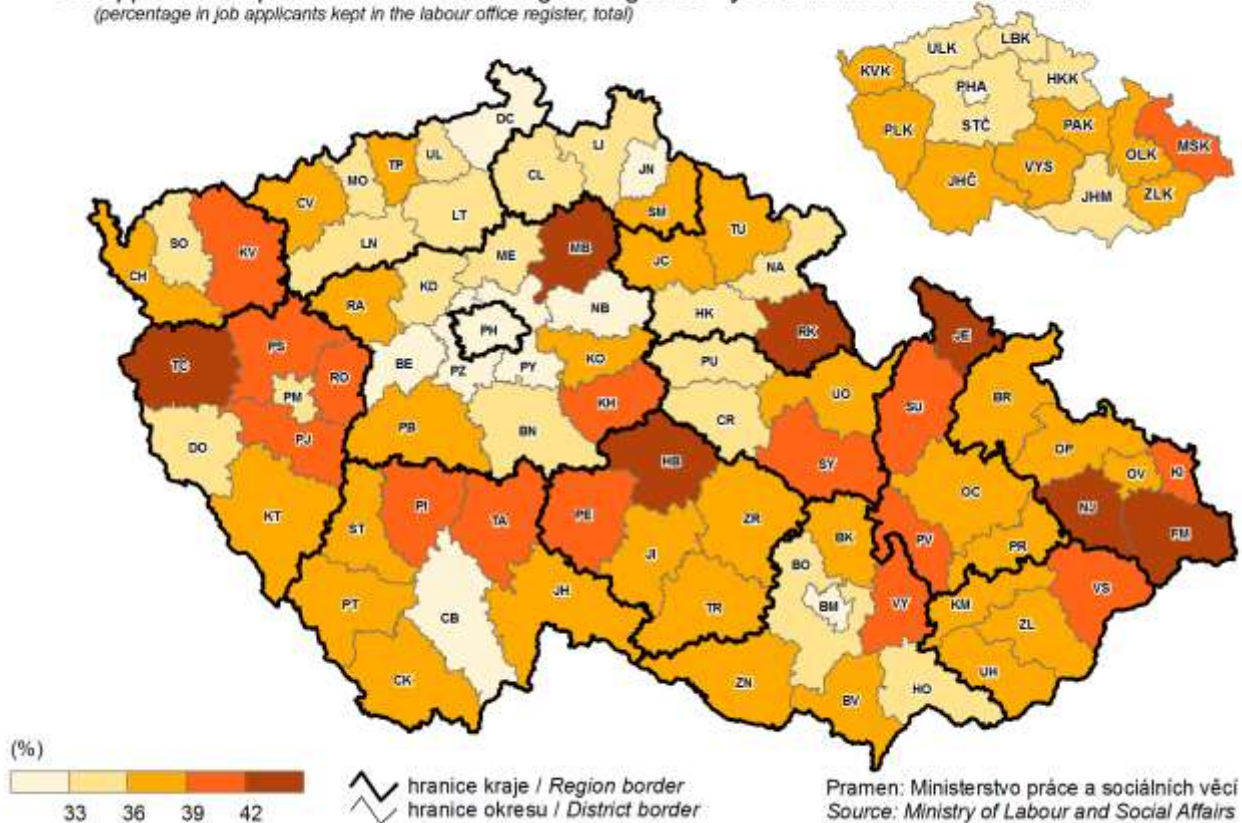 (percentage in job applicants kept in the labour office register, total)
ULK
LBK
KVK
HKK
PHA
STČ
PLK
PAK
MSK
OLK
VYS
JHČ
ZLK
JHM
DC
UL
LI
TP
MO
JN
CL
CV
LT
SM
SO
TU
KV
LN
MB
ME
JC
CH
NA
KD
RA
NB
HK
PH
RK
JE
PS
KO
TC
BE
PZ
PY
PU
RO
PM
KH
UO
SU
BR
PB
CR
PJ
BN
DO
HB
SY
OP
OV
KI
OC
PI
NJ
KT
ST
TA
PE
ZR
FM
BK
PV
PR
JI
BO
VS
PT
JH
TR
BM
VY
KM
CB
ZL
CK
ZN
BV
HO
UH
(%)
33 36 39 42
hranice kraje / Region border
hranice okresu / District border
Pramen: Ministerstvo práce a sociálních věcí
Source: Ministry of Labour and Social Affairs